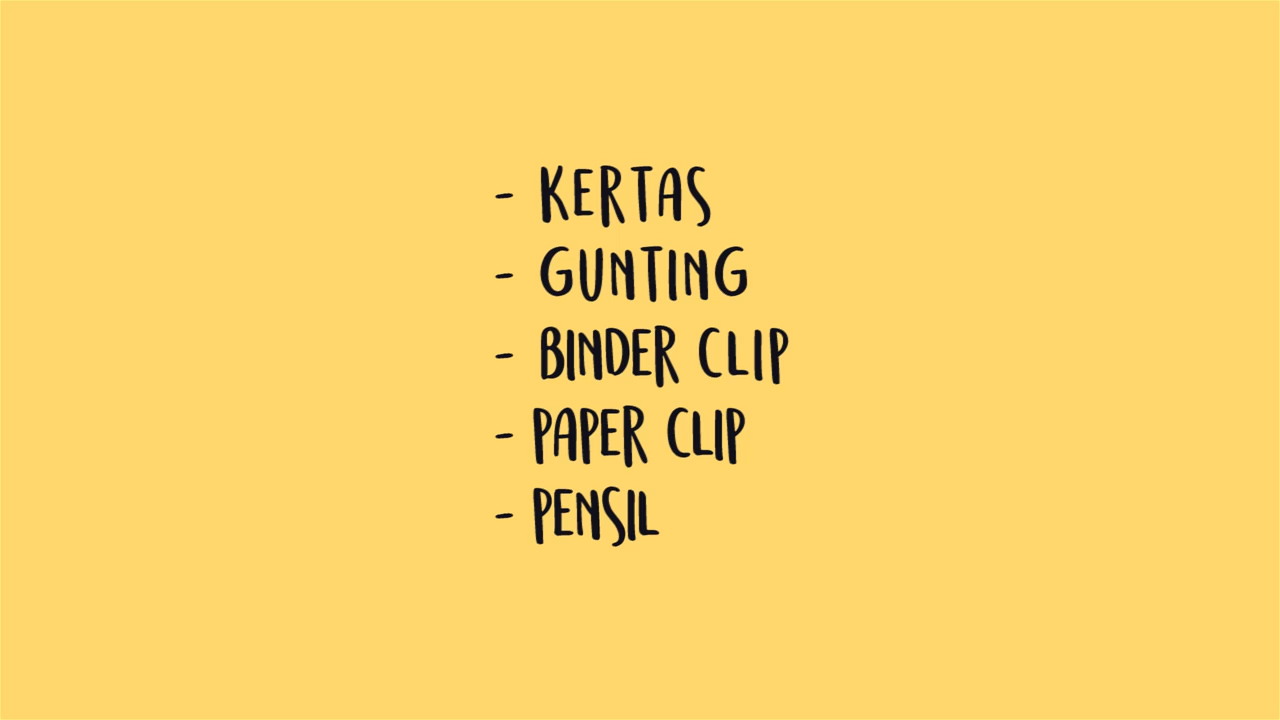 - KERTAS
- GUNTING
- BINDER CLIP
- PAPER CLIP
- PENSIL